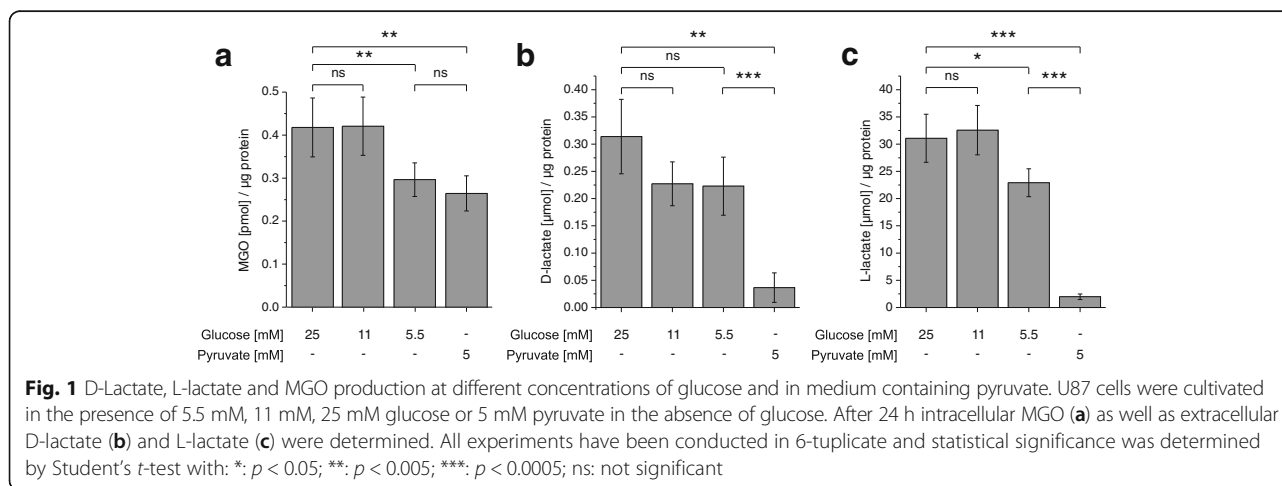 a
**
**
ns
ns
MGO [pmol] / µg protein
0.5
0.4
0.3
0.2
0.1
0.0
Glucose [mM] 25 11 5.5 -
Pyruvate [mM] - - - 5
b
**
ns
ns
***
D-lactate [µmol] / µg protein
0.40
0.35
0.30
0.25
0.20
0.15
0.10
0.05
0.00
Glucose [mM] 25 11 5.5 -
Pyruvate [mM] - - - 5
c
***
*
ns
***
L-lactate [µmol] / µg protein
40
35
30
25
20
15
10
5
0
Glucose [mM] 25 11 5.5 -
Pyruvate [mM] - - - 5
Fig. 1 D-Lactate, L-lactate and MGO production at different concentrations of glucose and in medium containing pyruvate. U87 cells were cultivated
in the presence of 5.5 mM, 11 mM, 25 mM glucose or 5 mM pyruvate in the absence of glucose. After 24 h intracellular MGO (a) as well as extracellular
D-lactate (b) and L-lactate (c) were determined. All experiments have been conducted in 6-tuplicate and statistical significance was determined
by Student's t-test with: *: p < 0.05; **: p < 0.005; ***: p < 0.0005; ns: not significant